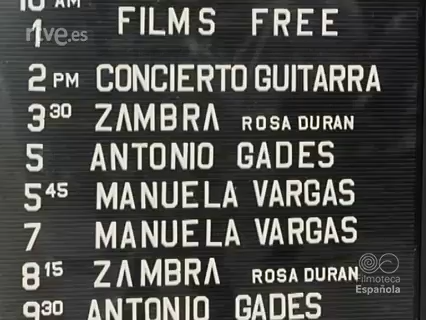 10 AM
1 FILMS FREE
rtve.es
2 PM CONCIERTO GUITARRA
3 30 ZAMBRA ROSA DURAN
5 ANTONIO GADES
5 45 MANUELA VARGAS
7 MANUELA VARGAS
8 15 ZAMBRA ROSA DURAN
Filmoteca
Española
9 30 ANTONIO GADES